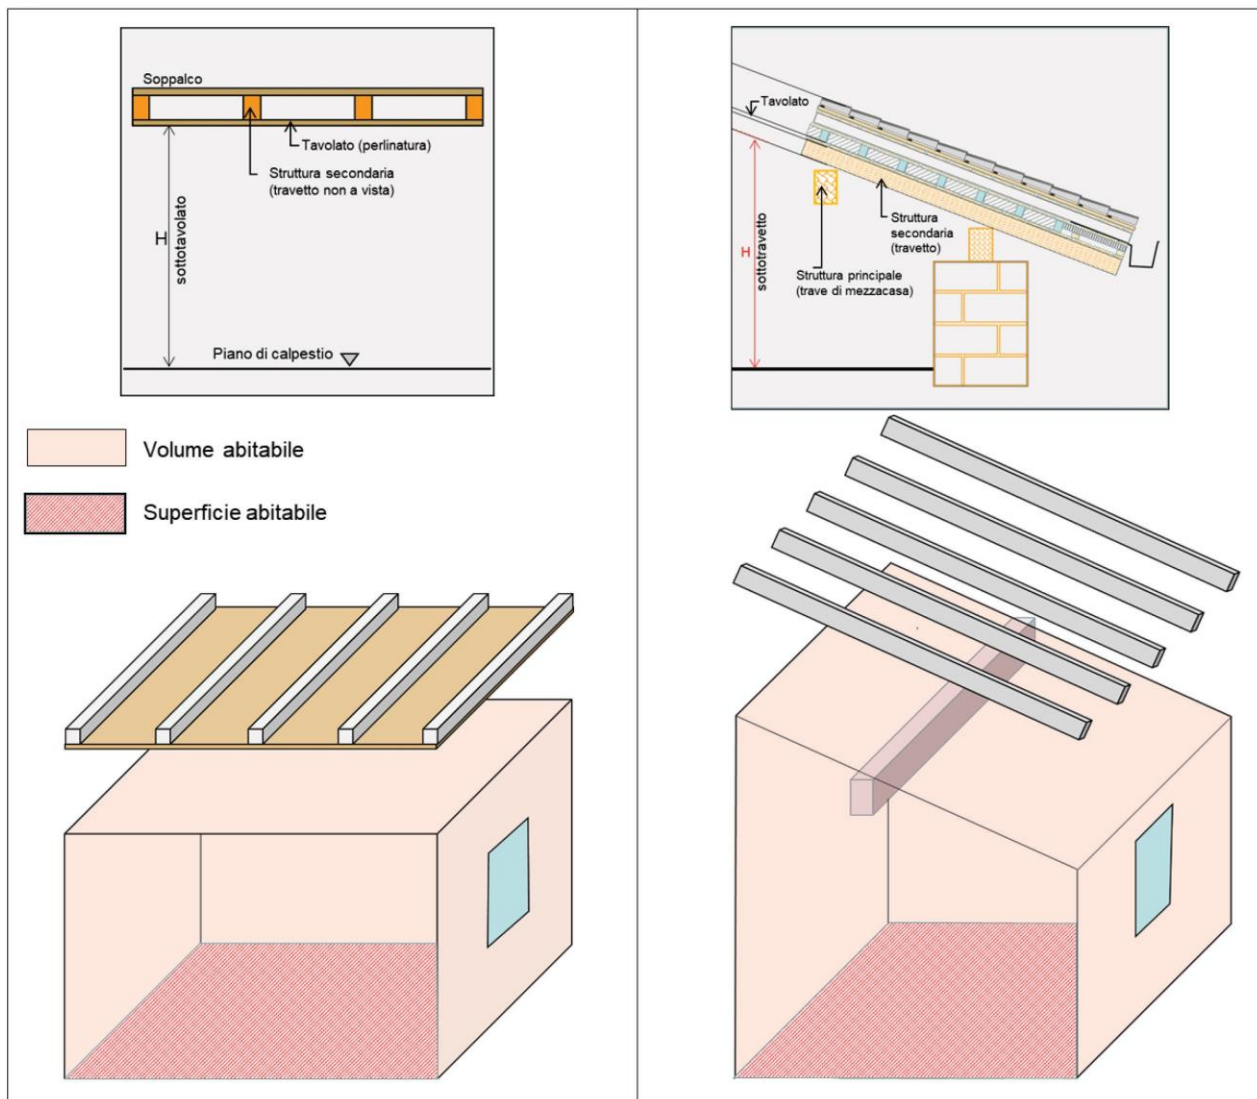 Soppalco
Tavolato (perlinatura)
Struttura secondaria
(travetto non a vista)
H
sottotavolato
Piano di calpestio
Volume abitabile
Superficie abitabile
Tavolato
Struttura
secondaria
(travetto)
Struttura principale
(trave di mezzacasa)
H
sottotravetto